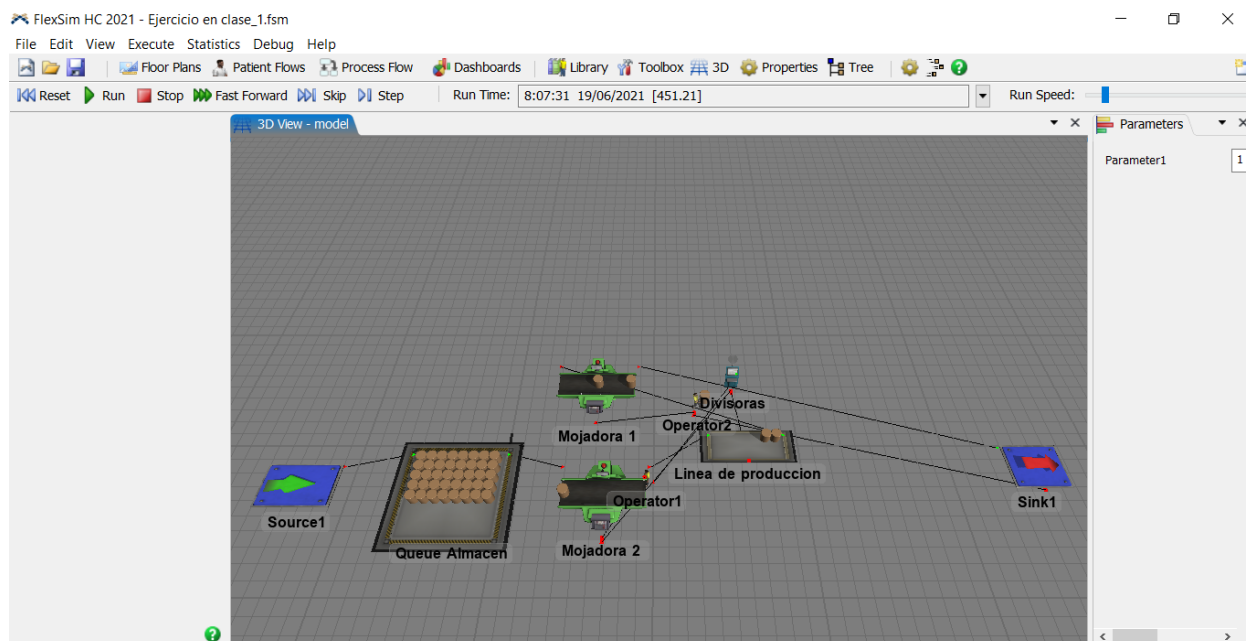 FlexSim HC 2021 - Ejercicio en clase_1.fsm
File Edit View Execute Statistics Debug Help
Floor Plans Patient Flows Process Flow Dashboards Library Toolbox 3D Properties Tree
Reset Run Stop Fast Forward Skip Step Run Time: 8:07:31 19/06/2021 [451.21] Run Speed:
3D View - model Parameters
Parameter1 1
Divisoras
Operator2
Mojadora 1
Linea de produccion
Operator1
Sink1
Source1
Queue Almacen
Mojadora 2